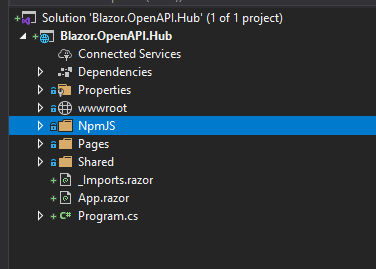 Solution 'Blazor.OpenAPI.Hub' (1 of 1 project)
Blazor.OpenAPI.Hub
Connected Services
Dependencies
Properties
wwwroot
NpmJS
Pages
Shared
_Imports.razor
App.razor
C# Program.cs